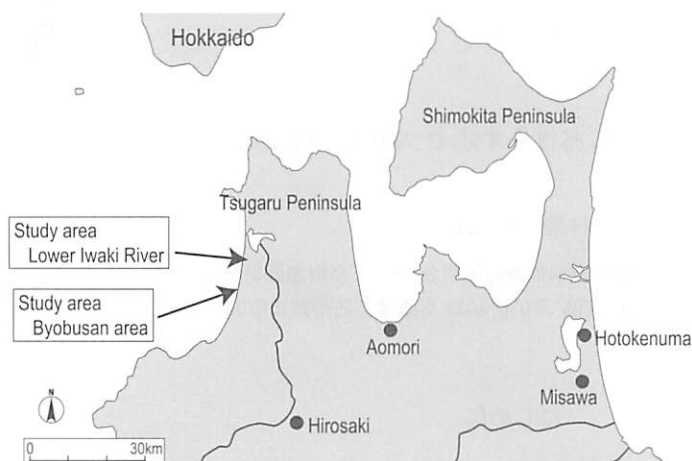 Hokkaido
Shimokita Peninsula
Tsugaru Peninsula
Study area
Lower Iwaki River
Study area
Byobusan area
Aomori
Hotokenuma
Misawa
Hirosaki
N
0 30km